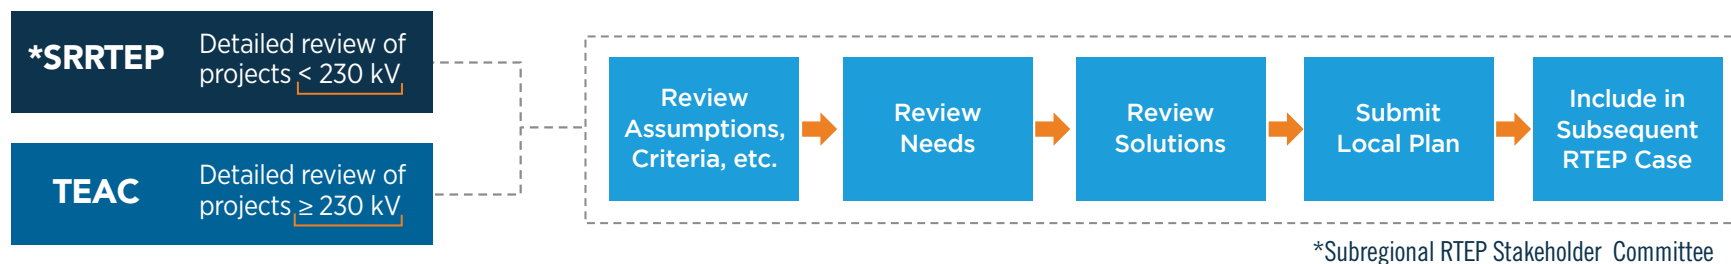 *SRRTEP
Detailed review of
projects < 230 kV
TEAC
Detailed review of
projects ≥ 230 kV
Review
Assumptions,
Criteria, etc.
Review
Needs
Review
Solutions
Submit
Local Plan
Include in
Subsequent
RTEP Case
*Subregional RTEP Stakeholder Committee